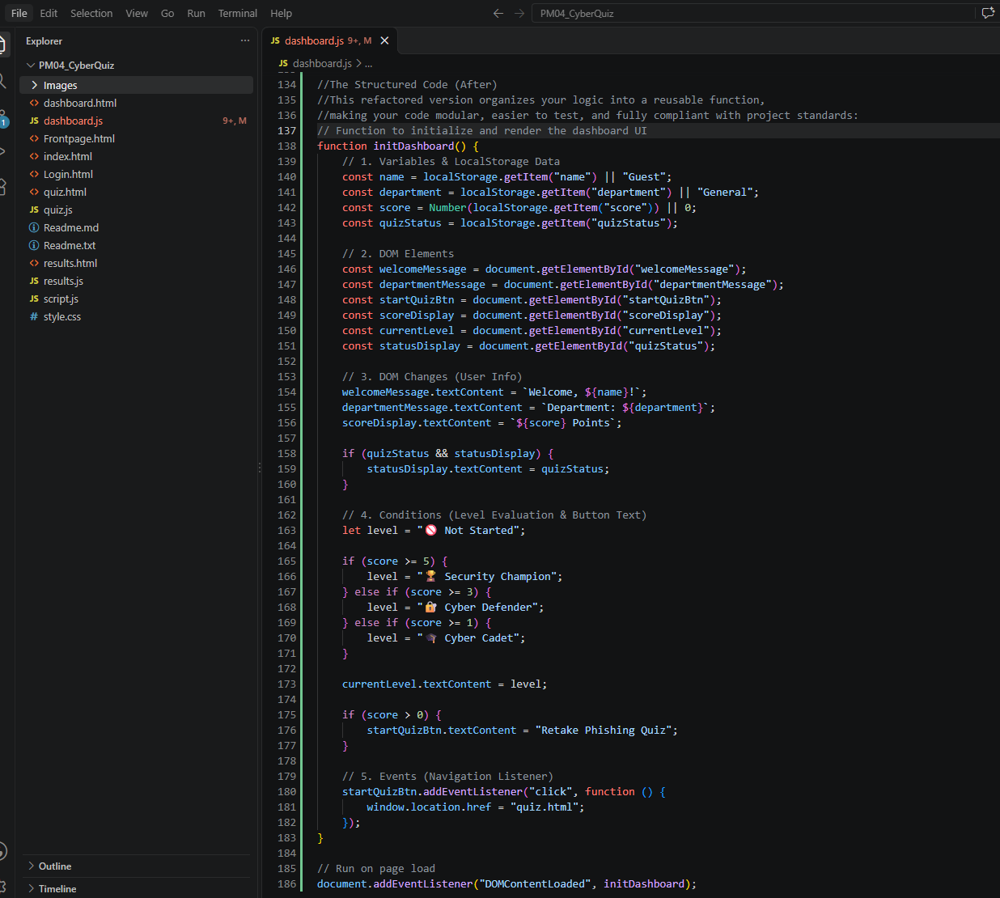 File Edit Selection View Go Run Terminal Help
PM04_CyberQuiz
Explorer
PM04_CyberQuiz
Images
dashboard.html
JS dashboard.js 9+, M
Frontpage.html
index.html
Login.html
quiz.html
JS quiz.js
Readme.md
Readme.txt
results.html
JS results.js
JS script.js
# style.css
Outline
Timeline
1
JS dashboard.js 9+, M
JS dashboard.js > ...
134 //The Structured Code (After)
135 //This refactored version organizes your logic into a reusable function,
136 //making your code modular, easier to test, and fully compliant with project standards:
137 // Function to initialize and render the dashboard UI
138 function initDashboard() {
139     // 1. Variables & LocalStorage Data
140     const name = localStorage.getItem("name") || "Guest";
141     const department = localStorage.getItem("department") || "General";
142     const score = Number(localStorage.getItem("score")) || 0;
143     const quizStatus = localStorage.getItem("quizStatus");
144
145     // 2. DOM Elements
146     const welcomeMessage = document.getElementById("welcomeMessage");
147     const departmentMessage = document.getElementById("departmentMessage");
148     const startQuizBtn = document.getElementById("startQuizBtn");
149     const scoreDisplay = document.getElementById("scoreDisplay");
150     const currentLevel = document.getElementById("currentLevel");
151     const statusDisplay = document.getElementById("quizStatus");
152
153     // 3. DOM Changes (User Info)
154     welcomeMessage.textContent = `Welcome, ${name}!`;
155     departmentMessage.textContent = `Department: ${department}`;
156     scoreDisplay.textContent = `${score} Points`;
157
158     if (quizStatus && statusDisplay) {
159         statusDisplay.textContent = quizStatus;
160     }
161
162     // 4. Conditions (Level Evaluation & Button Text)
163     let level = "🚫 Not Started";
164
165     if (score >= 5) {
166         level = "🏆 Security Champion";
167     } else if (score >= 3) {
168         level = "🔐 Cyber Defender";
169     } else if (score >= 1) {
170         level = "🎓 Cyber Cadet";
171     }
172
173     currentLevel.textContent = level;
174
175     if (score > 0) {
176         startQuizBtn.textContent = "Retake Phishing Quiz";
177     }
178
179     // 5. Events (Navigation Listener)
180     startQuizBtn.addEventListener("click", function () {
181         window.location.href = "quiz.html";
182     });
183 }
184
185 // Run on page load
186 document.addEventListener("DOMContentLoaded", initDashboard);